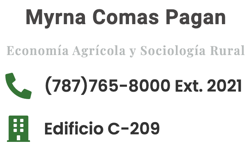 Myrna Comas Pagan
Economía Agrícola y Sociología Rural
(787)765-8000 Ext. 2021
Edificio C-209